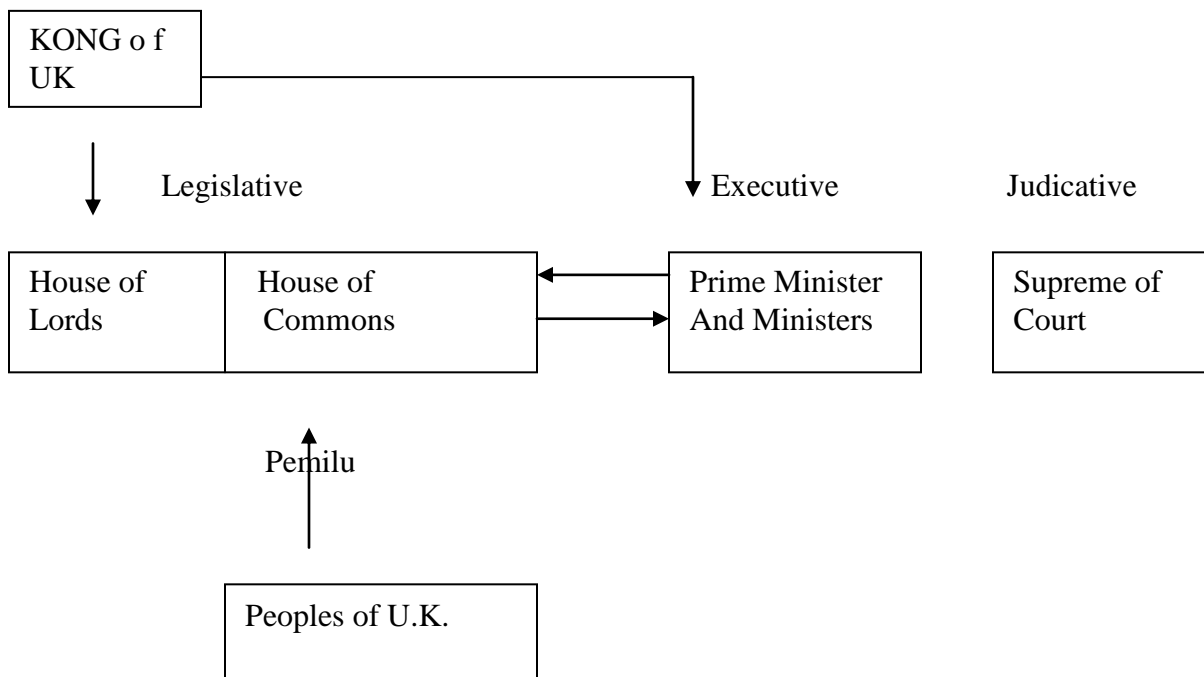 KONG o f
UK
Legislative
Executive
Judicative
House of
Lords
House of
Commons
Prime Minister
And Ministers
Supreme of
Court
Pemilu
Peoples of U.K.